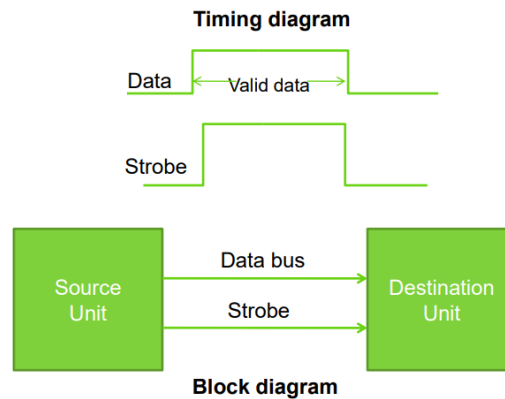 Timing diagram
Data
Valid data
Strobe
Data bus
Source
Unit
Strobe
Destination
Unit
Block diagram